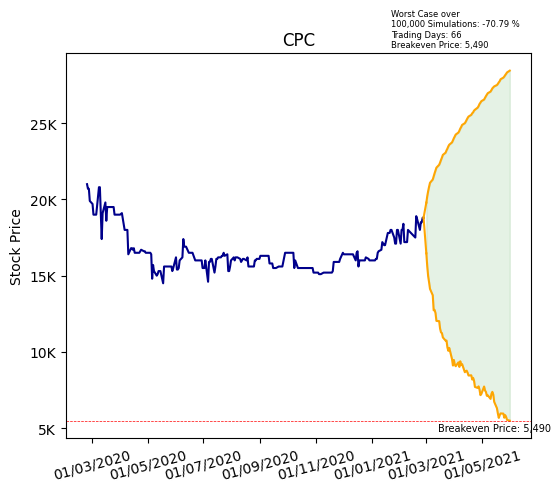 Worst Case over
100,000 Simulations: -70.79 %
Trading Days: 66
Breakeven Price: 5,490
CPC
Stock Price
25K
20K
15K
10K
5K
Breakeven Price: 5,490
01/03/2020
01/05/2020
01/07/2020
01/09/2020
01/11/2020
01/01/2021
01/03/2021
01/05/2021